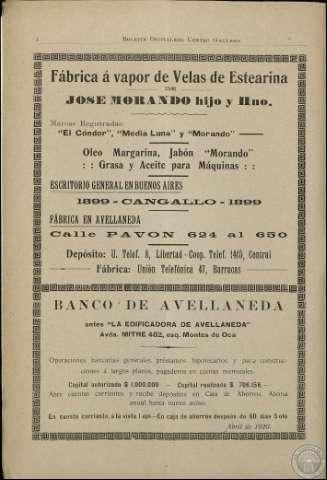 BOLETIN OFICIAL DEL CENTRO GALLEGO
Fábrica á vapor de Velas de Estearina
DE
JOSE MORANDO hijo y Hno.
Marcas Registradas:
"El Cóndor", "Media Luna" y "Morando"
Oleo Margarina, Jabón "Morando"
: : Grasa y Aceite para Máquinas : :
ESCRITORIO GENERAL EN BUENOS AIRES
1899 - CANGALLO - 1899
FÁBRICA EN AVELLANEDA
Calle PAVON 624 al 650
Depósito: U. Telef. 8, Libertad - Coop. Telef. 1415, Central
Fábrica: Unión Telefónica 47, Barracas
BANCO DE AVELLANEDA
antes "LA EDIFICADORA DE AVELLANEDA"
Avda. MITRE 402, esq. Montes de Oca
Operaciones bancarias generales, préstamos hipotecarios y para construc-
ciones á largos plazos, pagaderos en cuotas mensuales.
Capital autorizado $ 1.000.000 - Capital realizado $ 706.156.-
Abre cuentas corrientes y recibe depósitos en Caja de Ahorros. Abona
anual hasta nuevo aviso:
En cuenta corriente, á la vista 1 o/o - En caja de ahorros después de 60 días 5 o/o
Abril de 1920.